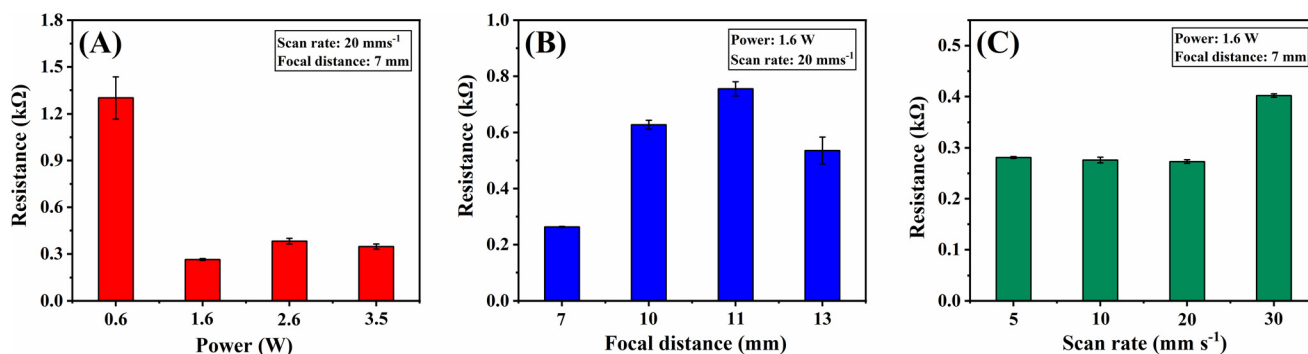 (A)
Scan rate: 20 mms-1
Focal distance: 7 mm
Resistance (kΩ)
1.8
1.5
1.2
0.9
0.6
0.3
0.0
0.6 1.6 2.6 3.5
Power (W)
(B)
Power: 1.6 W
Scan rate: 20 mms-1
Resistance (kΩ)
1.0
0.8
0.6
0.4
0.2
0.0
7 10 11 13
Focal distance (mm)
(C)
Power: 1.6 W
Focal distance: 7 mm
Resistance (kΩ)
0.5
0.4
0.3
0.2
0.1
0.0
5 10 20 30
Scan rate (mm s-1)